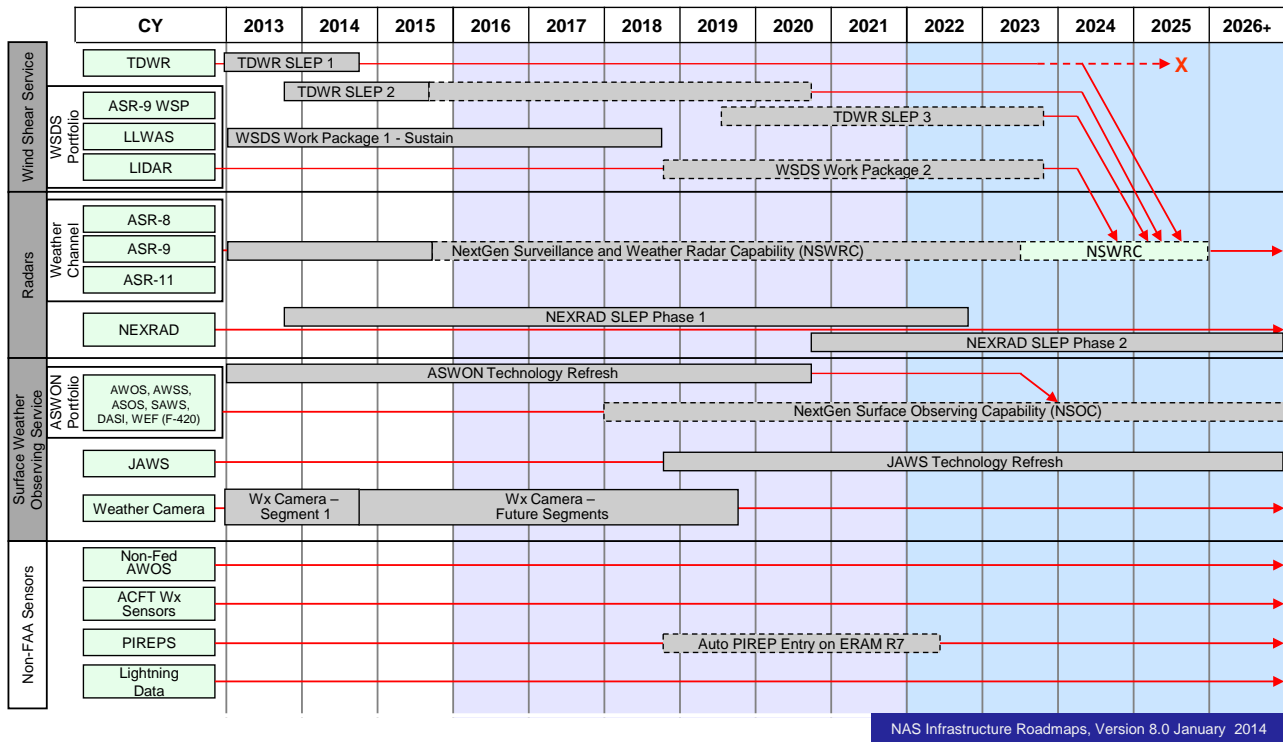 CY 2013 2014 2015 2016 2017 2018 2019 2020 2021 2022 2023 2024 2025 2026+
Wind Shear Service
TDWR
TDWR SLEP 1
X
TDWR SLEP 2
WSDS
Portfolio
ASR-9 WSP
TDWR SLEP 3
LLWAS
WSDS Work Package 1 - Sustain
LIDAR
WSDS Work Package 2
Radars
Weather
Channel
ASR-8
ASR-9
NextGen Surveillance and Weather Radar Capability (NSWRC)
NSWRC
ASR-11
NEXRAD
NEXRAD SLEP Phase 1
NEXRAD SLEP Phase 2
Surface Weather
Observing Service
ASWON
Portfolio
ASWON Technology Refresh
AWOS, AWSS,
ASOS, SAWS,
DASI, WEF (F-420)
NextGen Surface Observing Capability (NSOC)
JAWS
JAWS Technology Refresh
Weather Camera
Wx Camera –
Segment 1
Wx Camera –
Future Segments
Non-FAA Sensors
Non-Fed
AWOS
ACFT Wx
Sensors
PIREPS
Auto PIREP Entry on ERAM R7
Lightning
Data
NAS Infrastructure Roadmaps, Version 8.0 January 2014